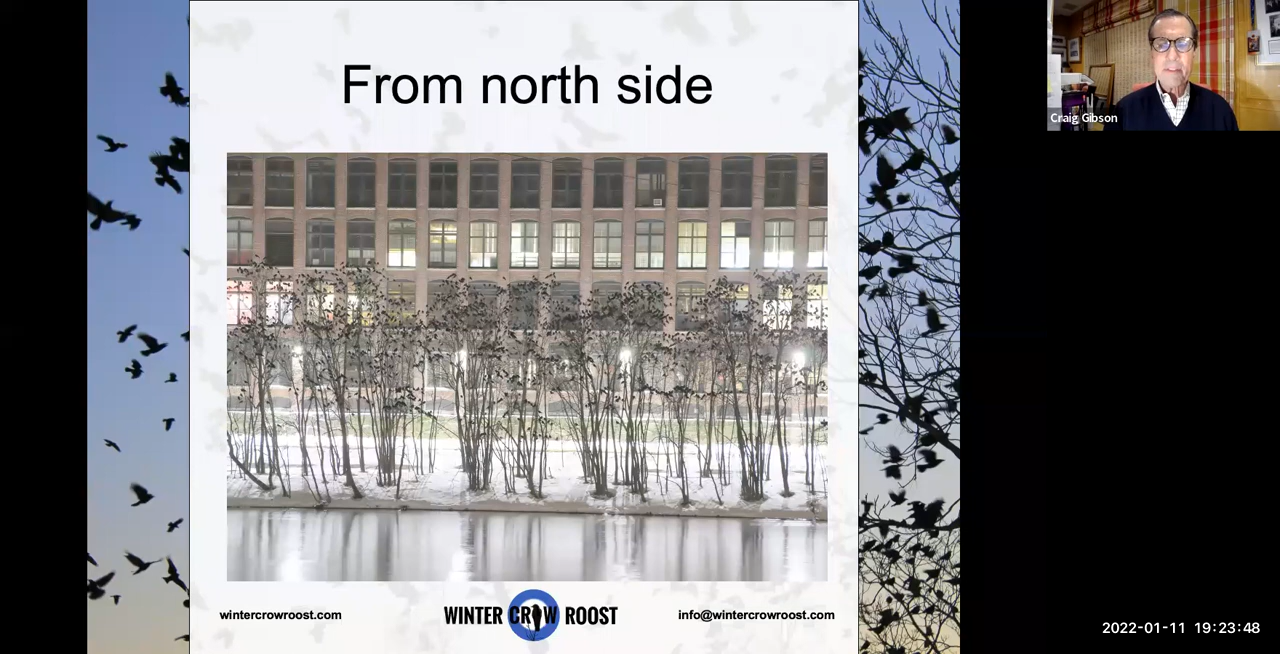 From north side
Craig Gibson
wintercrowroost.com
WINTER CROW ROOST
info@wintercrowroost.com
2022-01-11 19:23:48